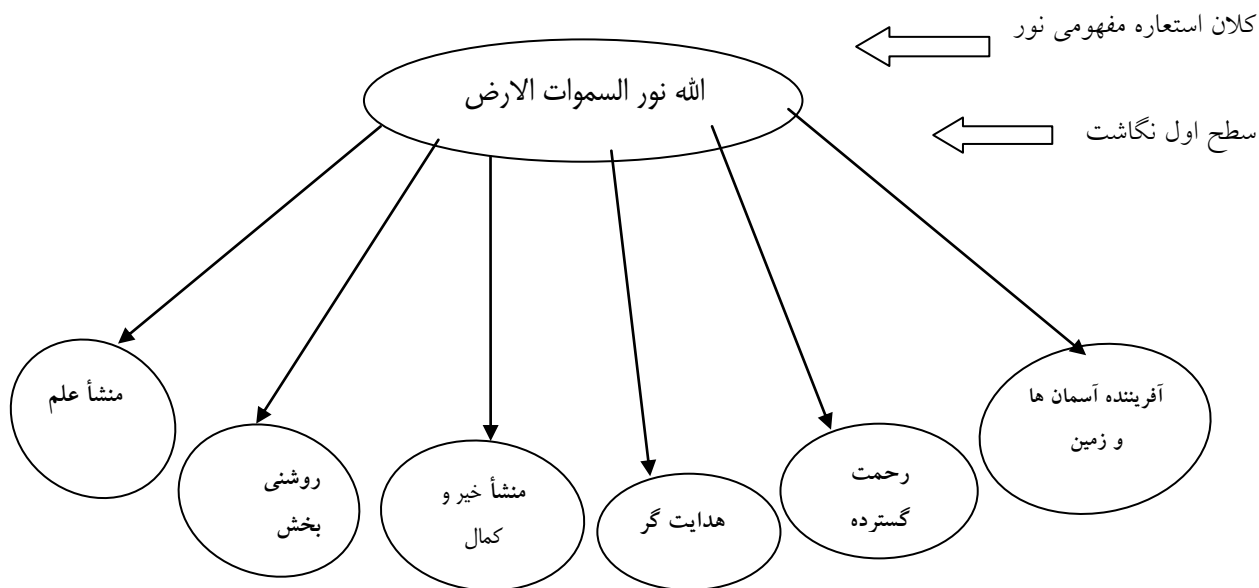 کلان استعاره مفهومی نور
الله نور السموات الارض
سطح اول نگاشت
آفریننده آسمان ها
و زمین
رحمت
گسترده
هدایت گر
منشأ خیر و
کمال
روشنی
بخش
منشأ علم